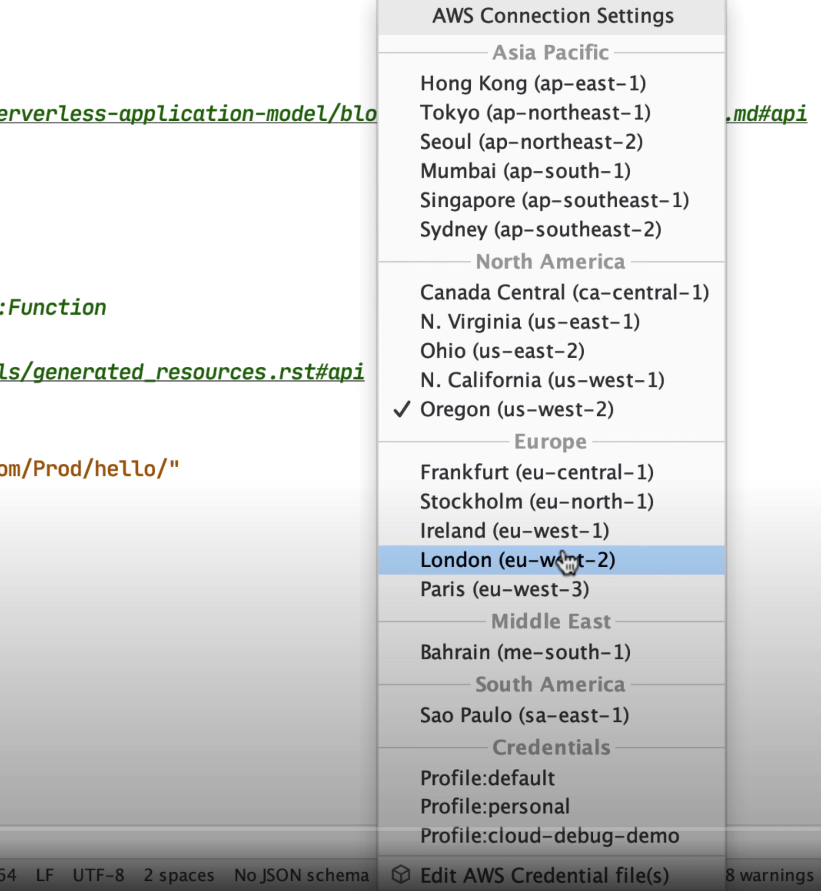 AWS Connection Settings
Asia Pacific
Hong Kong (ap-east-1)
erverless-application-model/blo
.md#api
Tokyo (ap-northeast-1)
Seoul (ap-northeast-2)
Mumbai (ap-south-1)
Singapore (ap-southeast-1)
Sydney (ap-southeast-2)
North America
Canada Central (ca-central-1)
:Function
N. Virginia (us-east-1)
Ohio (us-east-2)
ls/generated_resources.rst#api
N. California (us-west-1)
Oregon (us-west-2)
Europe
om/Prod/hello/"
Frankfurt (eu-central-1)
Stockholm (eu-north-1)
Ireland (eu-west-1)
London (eu-west-2)
Paris (eu-west-3)
Middle East
Bahrain (me-south-1)
South America
Sao Paulo (sa-east-1)
Credentials
Profile:default
Profile:personal
Profile:cloud-debug-demo
64 LF UTF-8 2 spaces No JSON schema
Edit AWS Credential file(s)
8 warnings